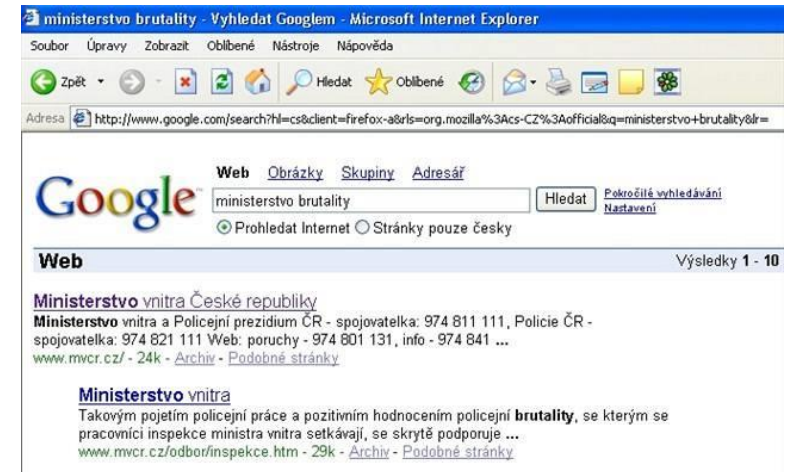 ministerstvo brutality - Vyhledat Googlem - Microsoft Internet Explorer
Soubor Úpravy Zobrazit Oblíbené Nástroje Nápověda
Zpět Hledat Oblíbené
Adresa http://www.google.com/search?hl=cs&client=firefox-a&rls=org.mozilla%3Acs-CZ%3Aofficial&q=ministerstvo+brutality&lr=
Web Obrázky Skupiny Adresář
Google
ministerstvo brutality Hledat Pokročilé vyhledávání
Nastavení
Prohledat Internet Stránky pouze česky
Web Výsledky 1 - 10
Ministerstvo vnitra České republiky
Ministerstvo vnitra a Policejní prezidium ČR - spojovatelka: 974 811 111, Policie ČR -
spojovatelka: 974 821 111 Web: poruchy - 974 801 131, info - 974 841 ...
www.mvcr.cz/ - 24k - Archiv - Podobné stránky
Ministerstvo vnitra
Takovým pojetím policejní práce a pozitivním hodnocením policejní brutality, se kterým se
pracovníci inspekce ministra vnitra setkávají, se skrytě podporuje ...
www.mvcr.cz/odbor/inspekce.htm - 29k - Archiv - Podobné stránky